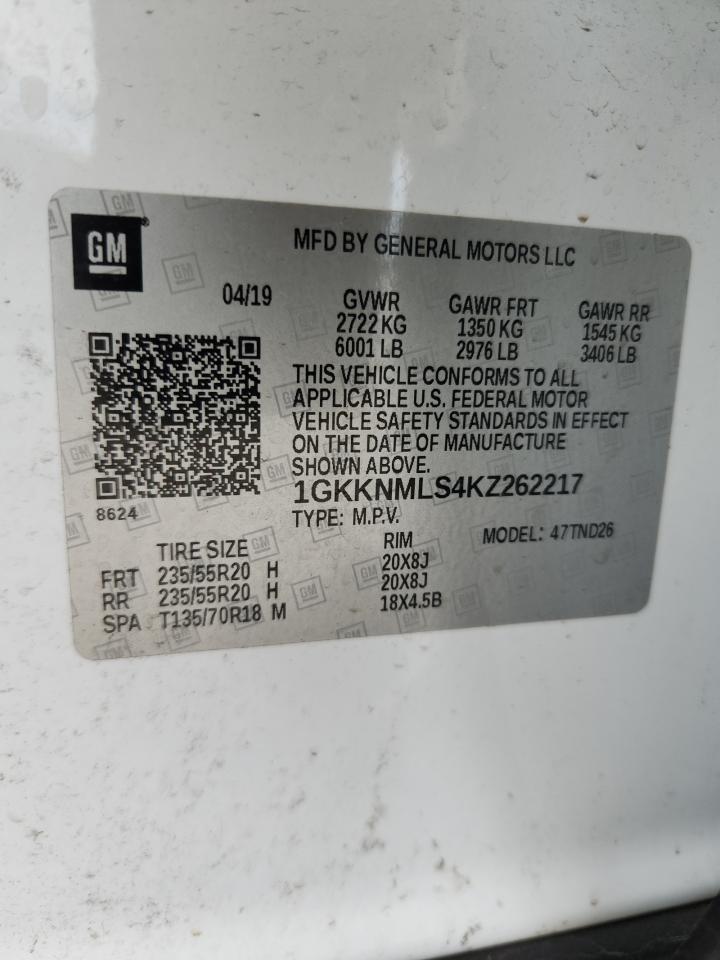 GM
MFD BY GENERAL MOTORS LLC
04/19
GVWR GAWR FRT GAWR RR
2722 KG 1350 KG 1545 KG
6001 LB 2976 LB 3406 LB
THIS VEHICLE CONFORMS TO ALL
APPLICABLE U.S. FEDERAL MOTOR
VEHICLE SAFETY STANDARDS IN EFFECT
ON THE DATE OF MANUFACTURE
SHOWN ABOVE.
8624
1GKKNMLS4KZ262217
TYPE: M.P.V. MODEL: 47TND26
TIRE SIZE RIM
FRT 235/55R20 H 20X8J
RR 235/55R20 H 20X8J
SPA T135/70R18 M 18X4.5B